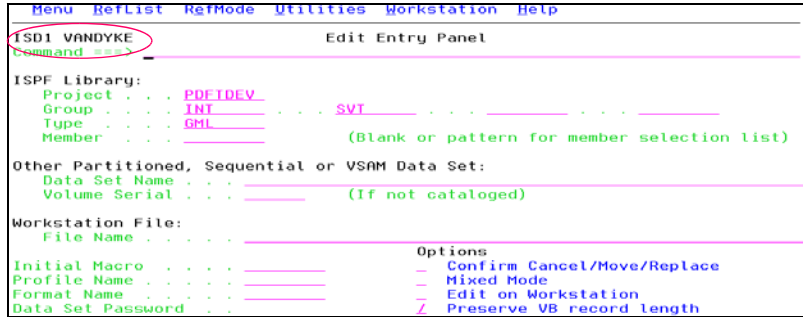 Menu RefList RefMode Utilities Workstation Help
ISD1 VANDYKE Edit Entry Panel
Command ===>
ISPF Library:
Project . . . PDFTDEV
Group . . . . INT . . . SVT . . . . . .
Type . . . . GML
Member . . . (Blank or pattern for member selection list)
Other Partitioned, Sequential or VSAM Data Set:
Data Set Name . . .
Volume Serial . . . (If not cataloged)
Workstation File:
File Name . . . . .
Options
Initial Macro . . . . _ Confirm Cancel/Move/Replace
Profile Name . . . . . _ Mixed Mode
Format Name . . . . . _ Edit on Workstation
Data Set Password . . / Preserve VB record length